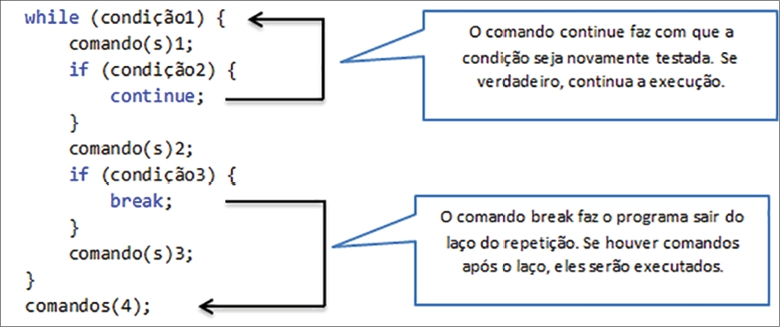 while (condição1) {
comando(s)1;
if (condição2) {
continue;
}
comando(s)2;
if (condição3) {
break;
}
comando(s)3;
}
comandos(4);
O comando continue faz com que a
condição seja novamente testada. Se
verdadeiro, continua a execução.
O comando break faz o programa sair do
laço do repetição. Se houver comandos
após o laço, eles serão executados.